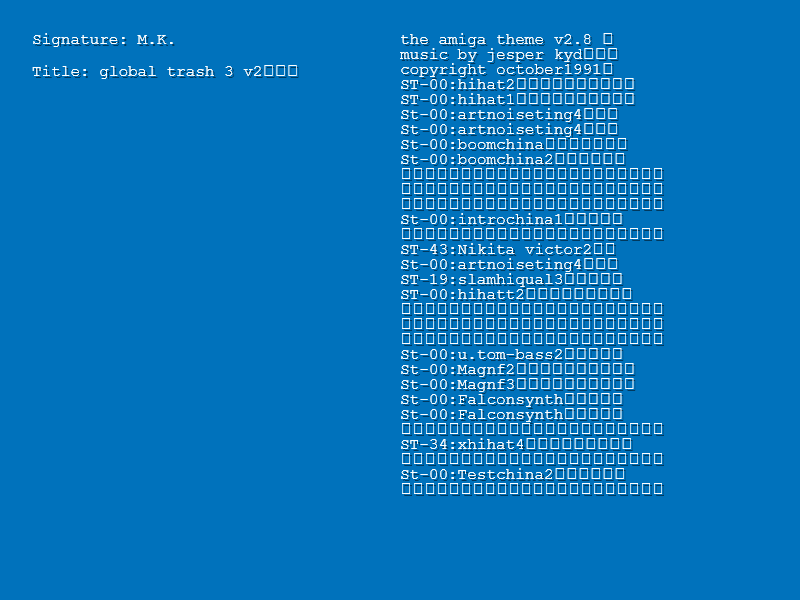 Signature: M.K.
Title: global trash 3 v2
the amiga theme v2.8
music by jesper kyd
copyright october1991
ST-00:hihat2
ST-00:hihat1
St-00:artnoiseting4
St-00:artnoiseting4
St-00:boomchina
St-00:boomchina2
St-00:introchina1
ST-43:Nikita victor2
St-00:artnoiseting4
ST-19:slamhiqual3
ST-00:hihatt2
St-00:u.tom-bass2
St-00:Magnf2
St-00:Magnf3
St-00:Falconsynth
St-00:Falconsynth
ST-34:xhihat4
St-00:Testchina2